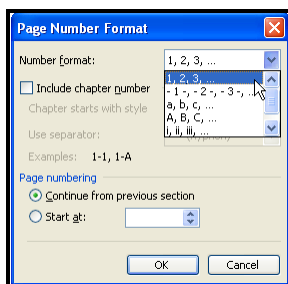 Page Number Format
Number format: 1, 2, 3, ...
1, 2, 3, ...
- 1 -, - 2 -, - 3 -, ...
a, b, c, ...
A, B, C, ...
i, ii, iii, ...
Include chapter number
Chapter starts with style
Use separator:
Examples: 1-1, 1-A
Page numbering
Continue from previous section
Start at:
OK Cancel